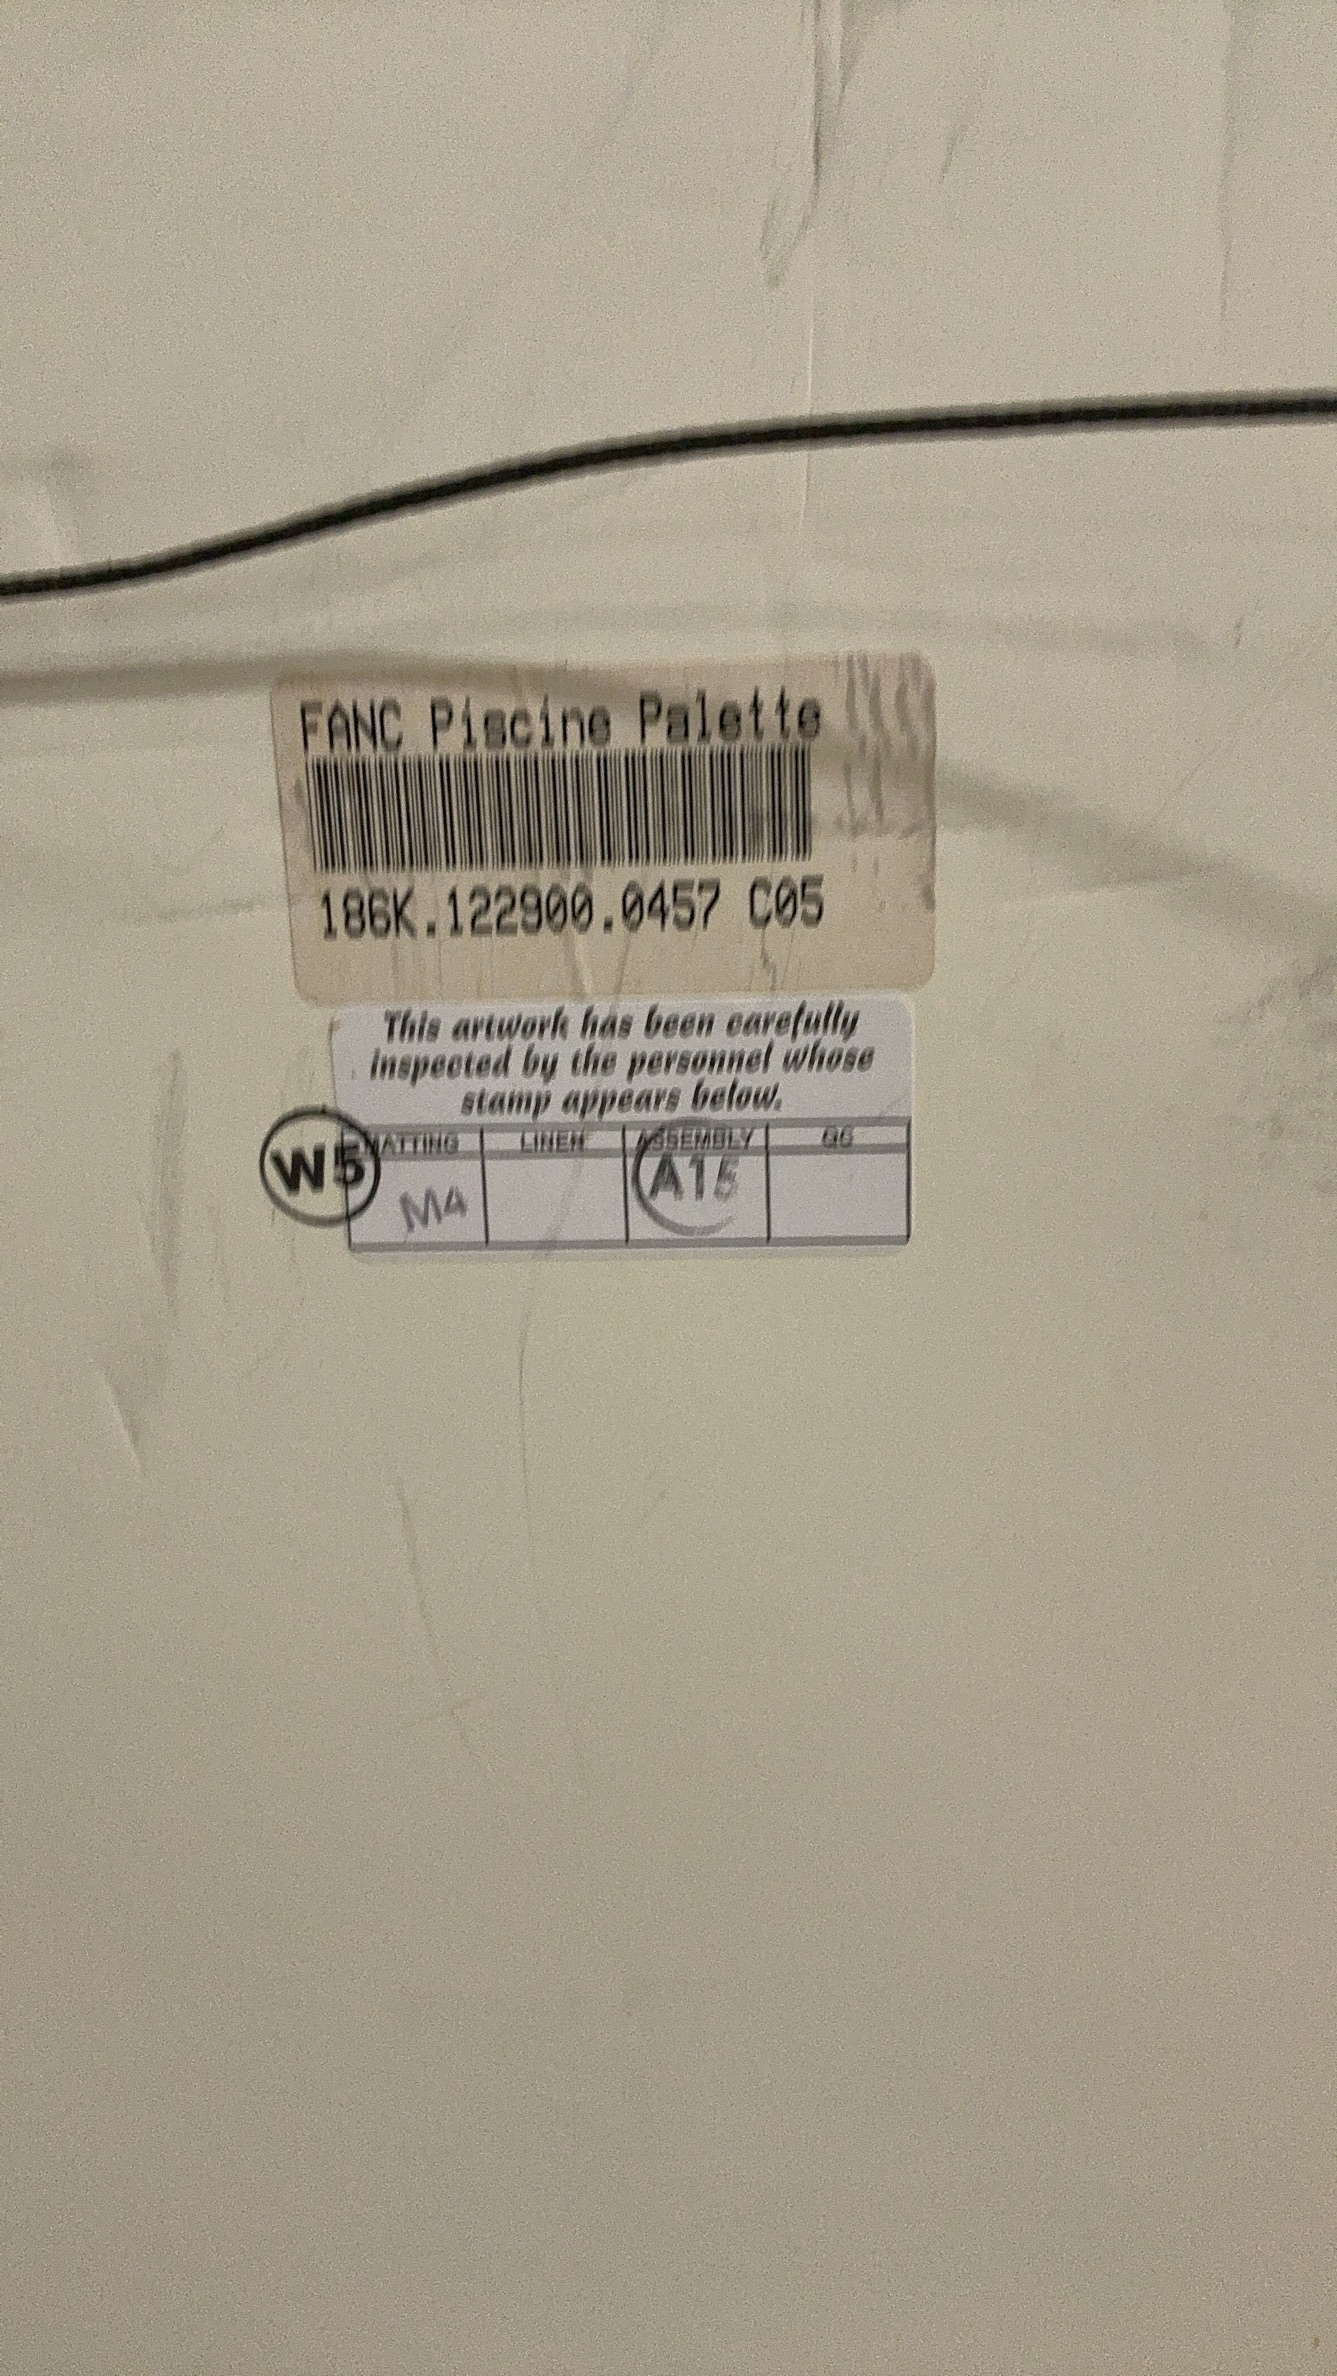 FANC Piscine Palette
186K.122900.0457 C05
This artwork has been carefully
inspected by the personnel whose
stamp appears below.
MATTING LINEN ASSEMBLY QC
W5 M4 A15